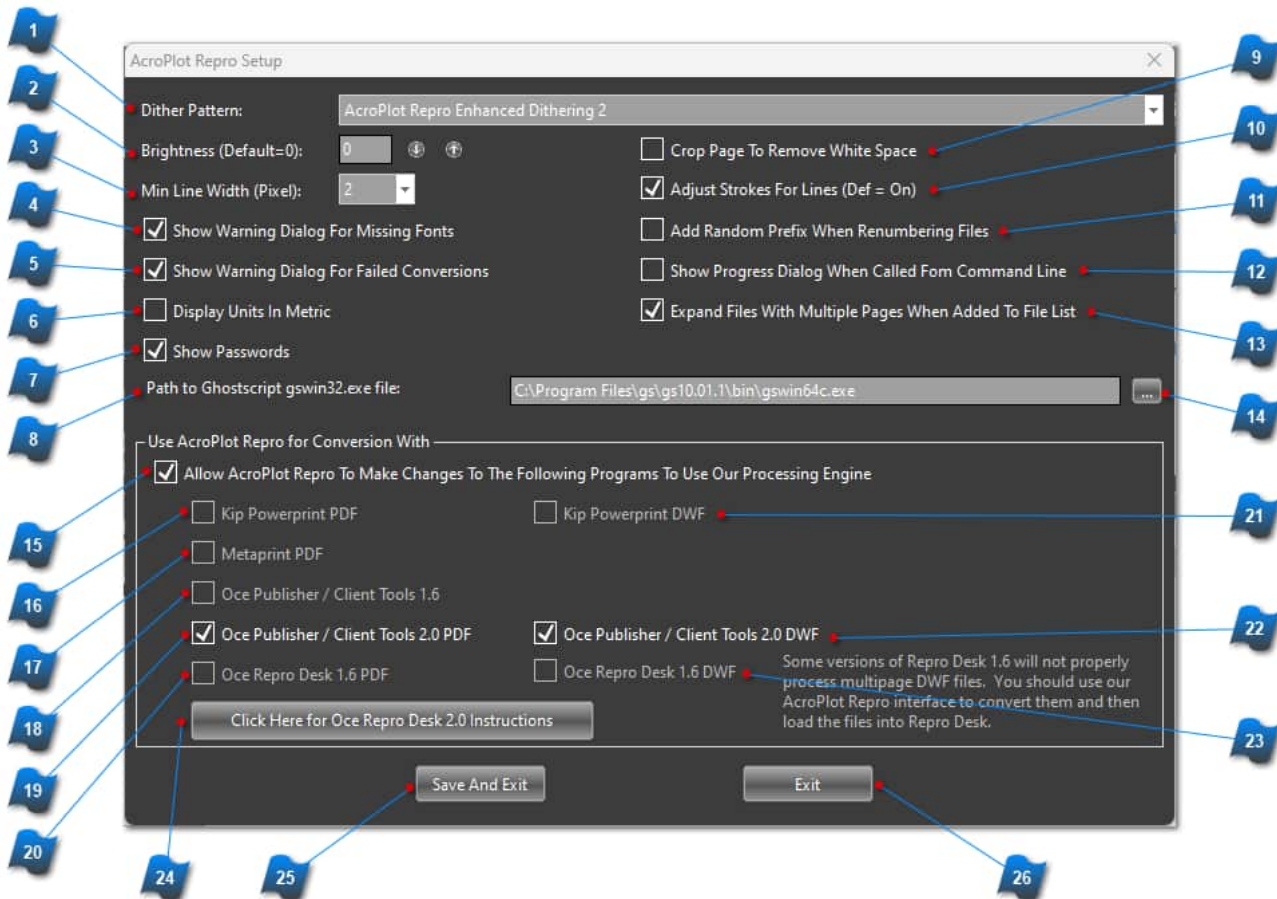 1
2
3
4
5
6
7
8
9
10
11
12
13
14
15
16
17
18
19
20
21
22
23
24
25
26
AcroPlot Repro Setup
Dither Pattern:
AcroPlot Repro Enhanced Dithering 2
Brightness (Default=0):
0
Crop Page To Remove White Space
Min Line Width (Pixel):
2
Adjust Strokes For Lines (Def = On)
Show Warning Dialog For Missing Fonts
Add Random Prefix When Renumbering Files
Show Warning Dialog For Failed Conversions
Show Progress Dialog When Called Fom Command Line
Display Units In Metric
Expand Files With Multiple Pages When Added To File List
Show Passwords
Path to Ghostscript gswin32.exe file:
C:\Program Files\gs\gs10.01.1\bin\gswin64c.exe
...
Use AcroPlot Repro for Conversion With
Allow AcroPlot Repro To Make Changes To The Following Programs To Use Our Processing Engine
Kip Powerprint PDF
Kip Powerprint DWF
Metaprint PDF
Oce Publisher / Client Tools 1.6
Oce Publisher / Client Tools 2.0 PDF
Oce Publisher / Client Tools 2.0 DWF
Oce Repro Desk 1.6 PDF
Oce Repro Desk 1.6 DWF
Some versions of Repro Desk 1.6 will not properly
process multipage DWF files. You should use our
AcroPlot Repro interface to convert them and then
load the files into Repro Desk.
Click Here for Oce Repro Desk 2.0 Instructions
Save And Exit
Exit